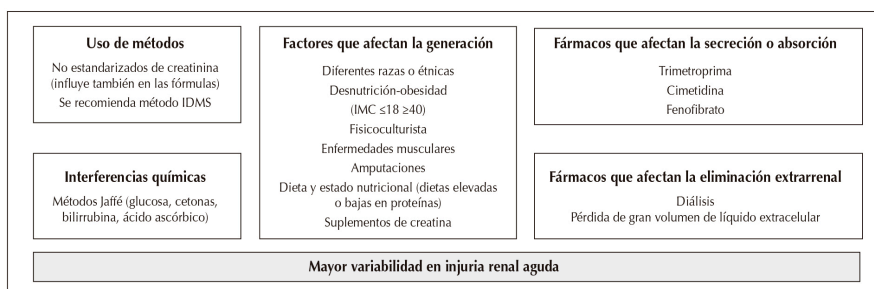 Uso de métodos
No estandarizados de creatinina
(influye también en las fórmulas)
Se recomienda método IDMS
Interferencias químicas
Métodos Jaffé (glucosa, cetonas,
bilirrubina, ácido ascórbico)
Factores que afectan la generación
Diferentes razas o étnicas
Desnutrición-obesidad
(IMC ≤18 ≥40)
Fisicoculturista
Enfermedades musculares
Amputaciones
Dieta y estado nutricional (dietas elevadas
o bajas en proteínas)
Suplementos de creatina
Fármacos que afectan la secreción o absorción
Trimetroprima
Cimetidina
Fenofibrato
Fármacos que afectan la eliminación extrarrenal
Diálisis
Pérdida de gran volumen de líquido extracelular
Mayor variabilidad en injuria renal aguda